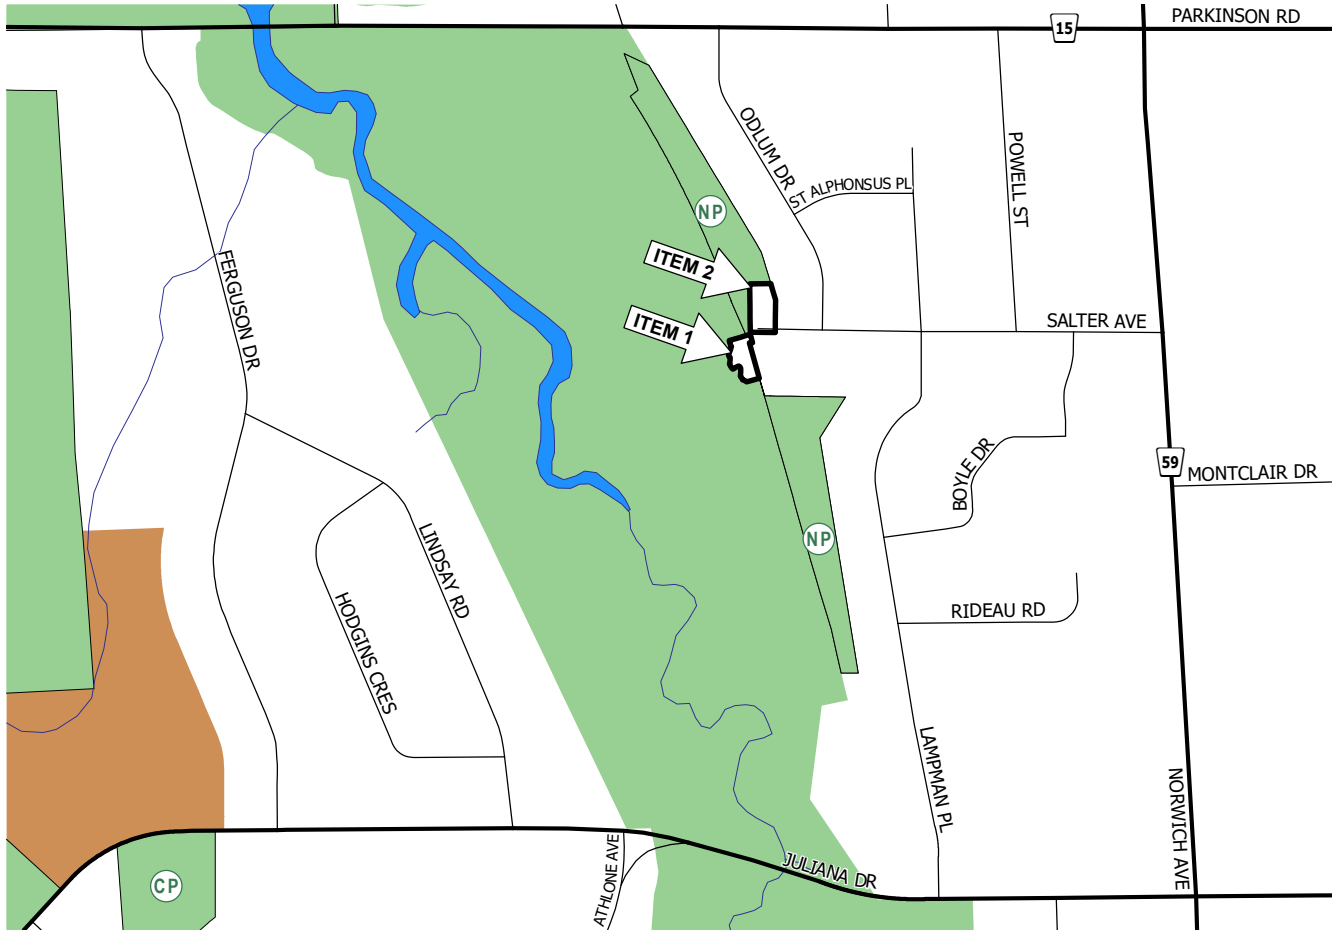 PARKINSON RD
15
ODLUM DR
POWELL ST
ST ALPHONSUS PL
NP
ITEM 2
FERGUSON DR
ITEM 1
SALTER AVE
BOYLE DR
59
MONTCLAIR DR
LINDSAY RD
NP
HODGINS CRES
RIDEAU RD
LAMPMAN PL
NORWICH AVE
JULIANA DR
ATHLONE AVE
CP